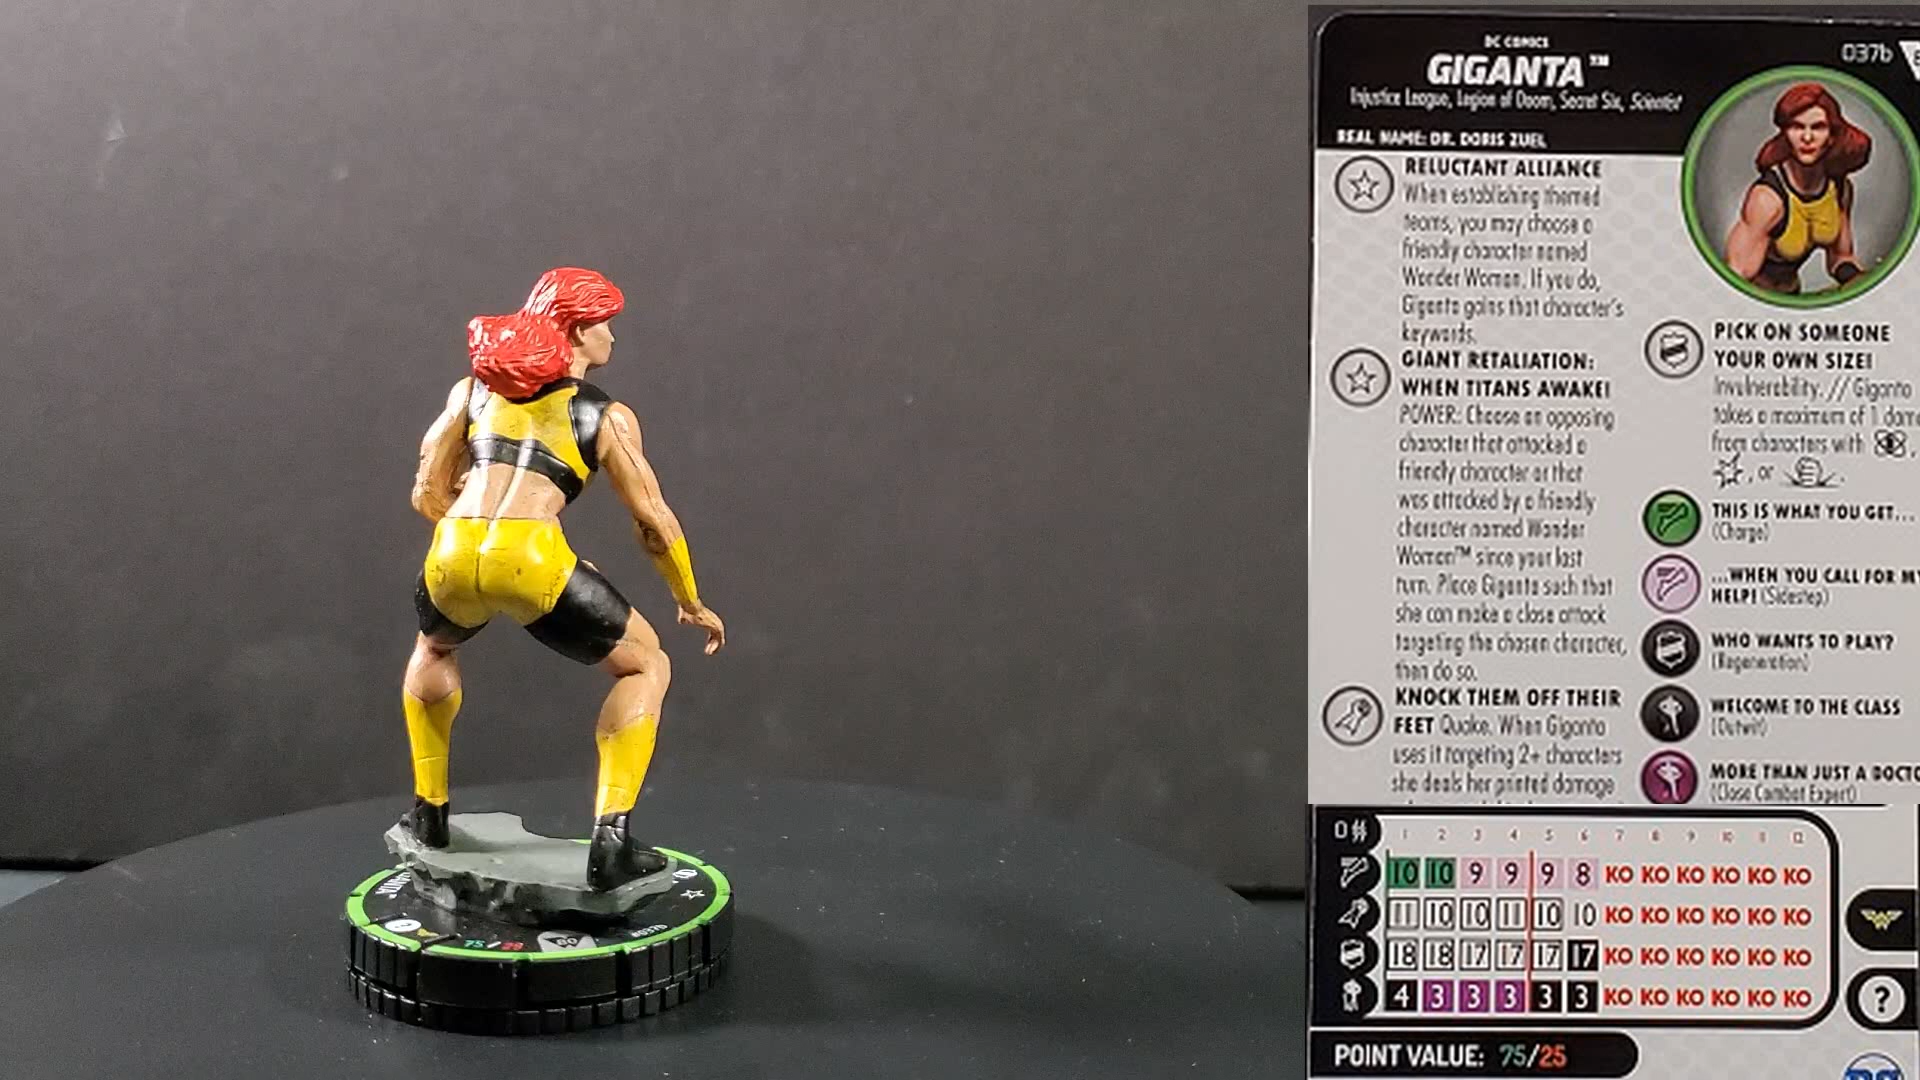 DC COMICS
GIGANTA™
037b
Injustice League, Legion of Doom, Secret Six, Scientist
REAL NAME: DR. DORIS ZUEL
RELUCTANT ALLIANCE
When establishing themed
teams, you may choose a
friendly character named
Wonder Woman. If you do,
Giganta gains that character's
keywords.
GIANT RETALIATION:
WHEN TITANS AWAKE!
POWER: Choose an opposing
character that attacked a
friendly character or that
was attacked by a friendly
character named Wonder
Woman™ since your last
turn. Place Giganta such that
she can make a close attack
targeting the chosen character,
then do so.
KNOCK THEM OFF THEIR
FEET Quake. When Giganta
uses it targeting 2+ characters
she deals her printed damage
PICK ON SOMEONE
YOUR OWN SIZE!
Invulnerability. // Giganta
takes a maximum of 1 dam
from characters with
, or .
THIS IS WHAT YOU GET...
(Charge)
...WHEN YOU CALL FOR MY
HELP! (Sidestep)
WHO WANTS TO PLAY?
(Regeneration)
WELCOME TO THE CLASS
(Outwit)
MORE THAN JUST A DOCTO
(Close Combat Expert)
0 1 2 3 4 5 6 7 8 9 10 11 12
10 10 9 9 9 8 KO KO KO KO KO KO
11 10 10 11 10 10 KO KO KO KO KO KO
18 18 17 17 17 17 KO KO KO KO KO KO
4 3 3 3 3 3 KO KO KO KO KO KO
?
POINT VALUE: 75/25
75 / 25
#037b